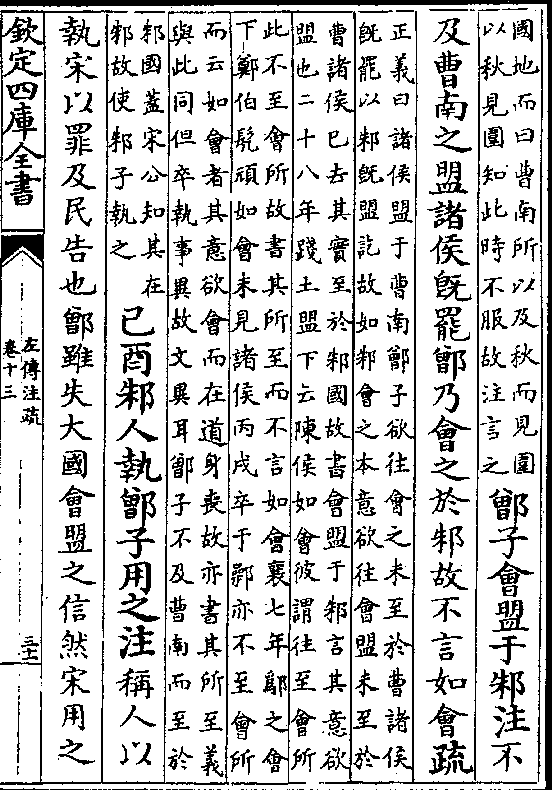 國地而曰曹南所以及秋而見圍
以秋見圍知此時不服故注言之
鄫子會盟于邾注不
及曹南之盟諸侯既罷鄫乃會之於邾故不言如會疏
正義曰諸侯盟于曹南鄫子欲往會之未至於曹諸侯
既罷以邾既盟訖故如邾會之本意欲往會盟未至於
曹諸侯已去其實至於邾國故書會盟于邾言其意欲
盟也二十八年踐土盟下云陳侯如會彼謂往至會所
此不至會所故書其所至而不言如會襄七年鄬之會
下鄭伯髡頑如會未見諸侯丙戌卒于鄵亦不至會所
而云如會者其意欲會而在道身喪故亦書其所至義
與此同但卒執事異故文異耳鄫子不及曹南而至於
邾國蓋宋公知其在
邾故使邾子執之
己酉邾人執鄫子用之注稱人以
執宋以罪及民告也鄫雖失大國會盟之信然宋用之
欽定四庫全書
左傳注疏
卷十三
三十二